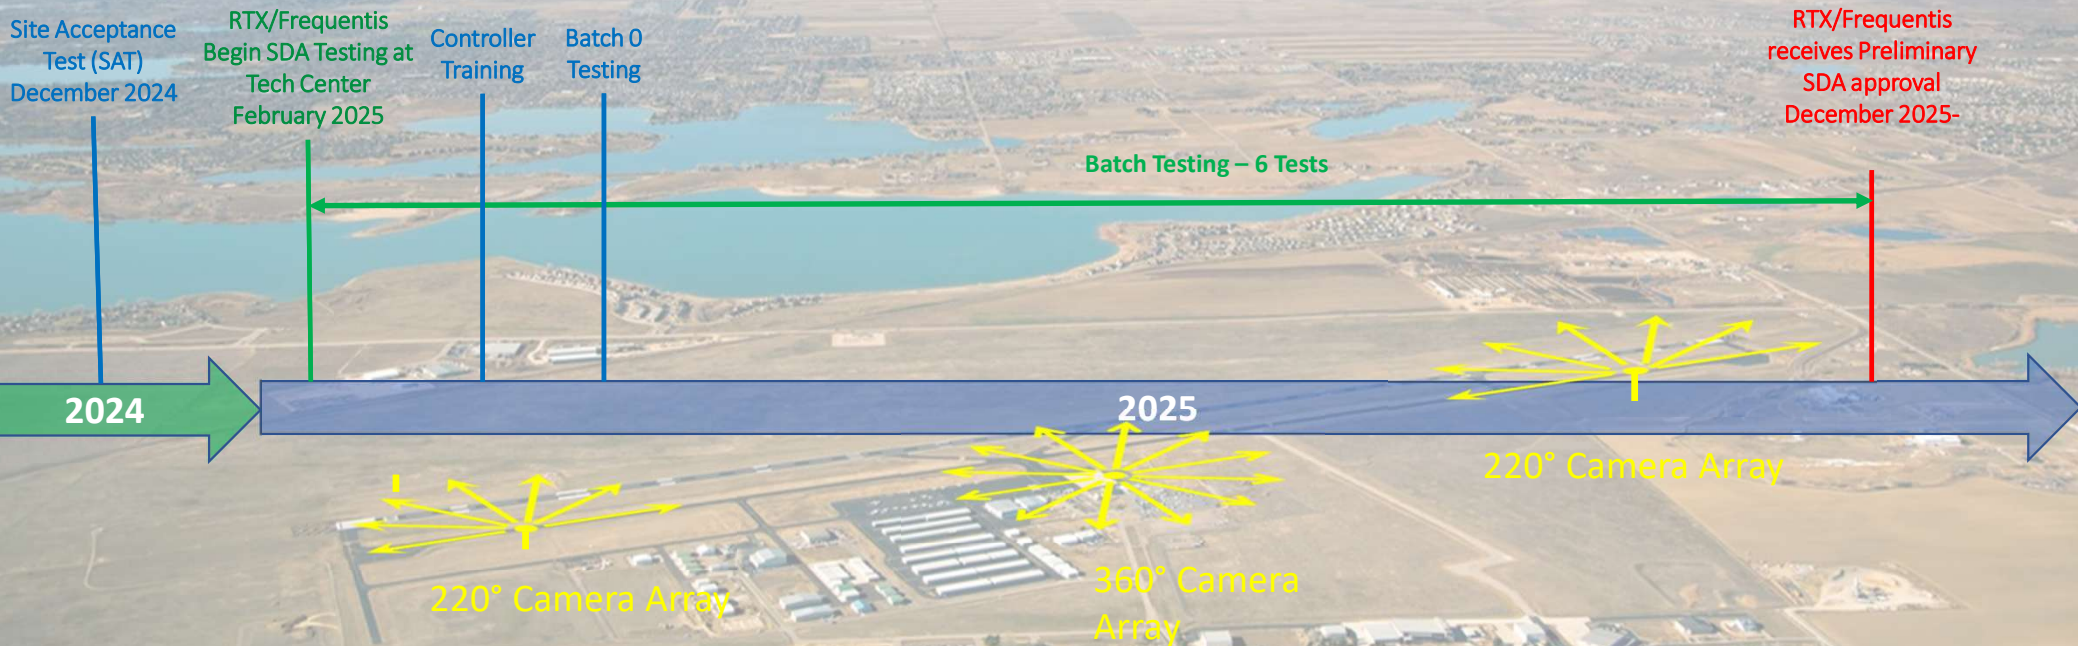 Site Acceptance
Test (SAT)
December 2024
RTX/Frequentis
Begin SDA Testing at
Tech Center
February 2025
Controller
Training
Batch 0
Testing
RTX/Frequentis
receives Preliminary
SDA approval
December 2025-
Batch Testing – 6 Tests
2024
2025
220° Camera Array
220° Camera Array
360° Camera
Array